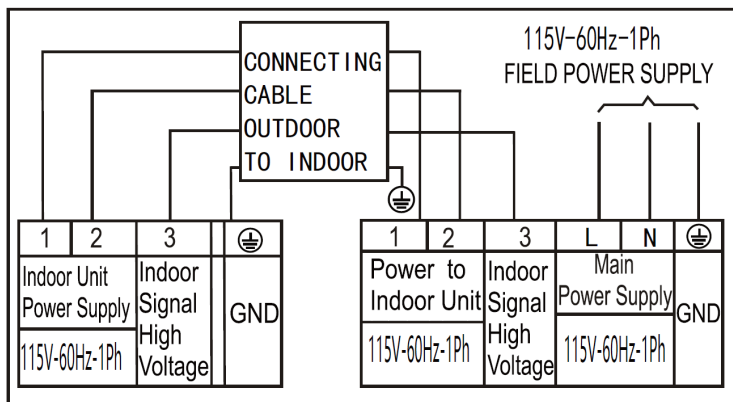 115V-60Hz-1Ph
FIELD POWER SUPPLY
CONNECTING
CABLE
OUTDOOR
TO INDOOR
1 2 3
Indoor Unit
Power Supply
115V-60Hz-1Ph
Indoor
Signal
High
Voltage
GND
1 2 3 L N
Power to
Indoor Unit
115V-60Hz-1Ph
Indoor
Signal
High
Voltage
Main
Power Supply
115V-60Hz-1Ph
GND